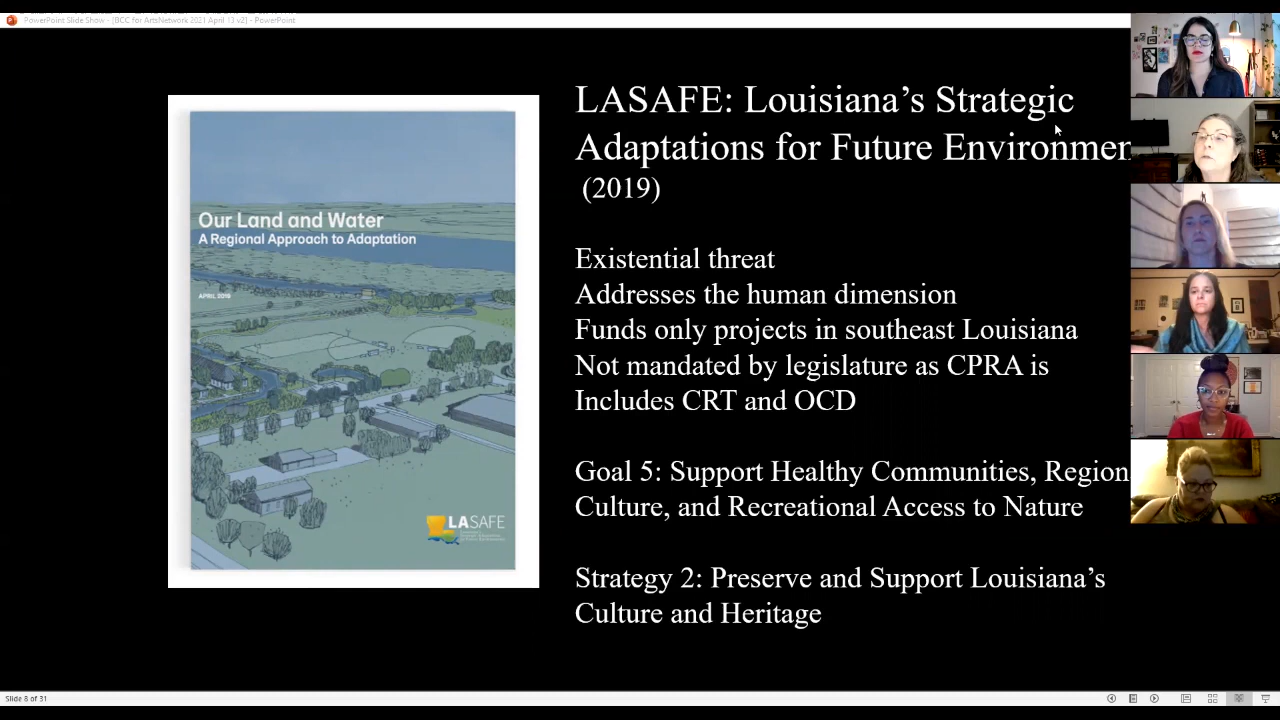 PowerPoint Slide Show - [BCC for ArtsNetwork 2021 April 13 v2] - PowerPoint
Our Land and Water
A Regional Approach to Adaptation
LASAFE
LASAFE: Louisiana’s Strategic
Adaptations for Future Environmen
(2019)
Existential threat
Addresses the human dimension
Funds only projects in southeast Louisiana
Not mandated by legislature as CPRA is
Includes CRT and OCD
Goal 5: Support Healthy Communities, Region
Culture, and Recreational Access to Nature
Strategy 2: Preserve and Support Louisiana’s
Culture and Heritage
Slide 8 of 31